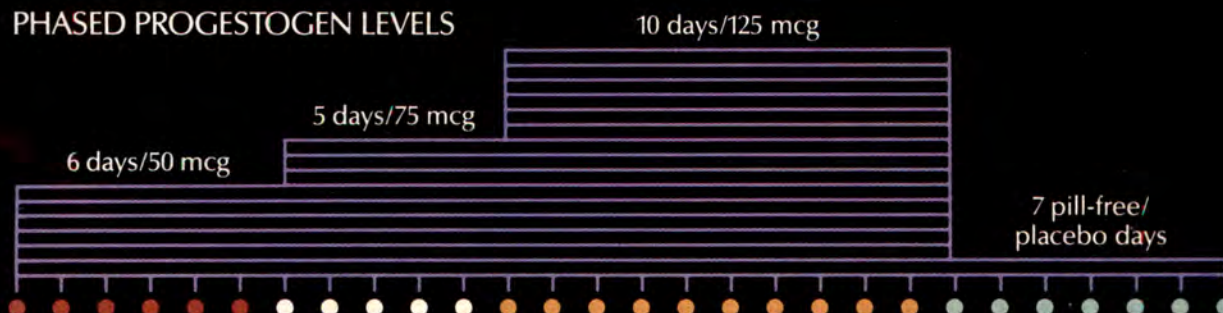 PHASED PROGESTOGEN LEVELS
10 days/125 mcg
5 days/75 mcg
6 days/50 mcg
7 pill-free/
placebo days